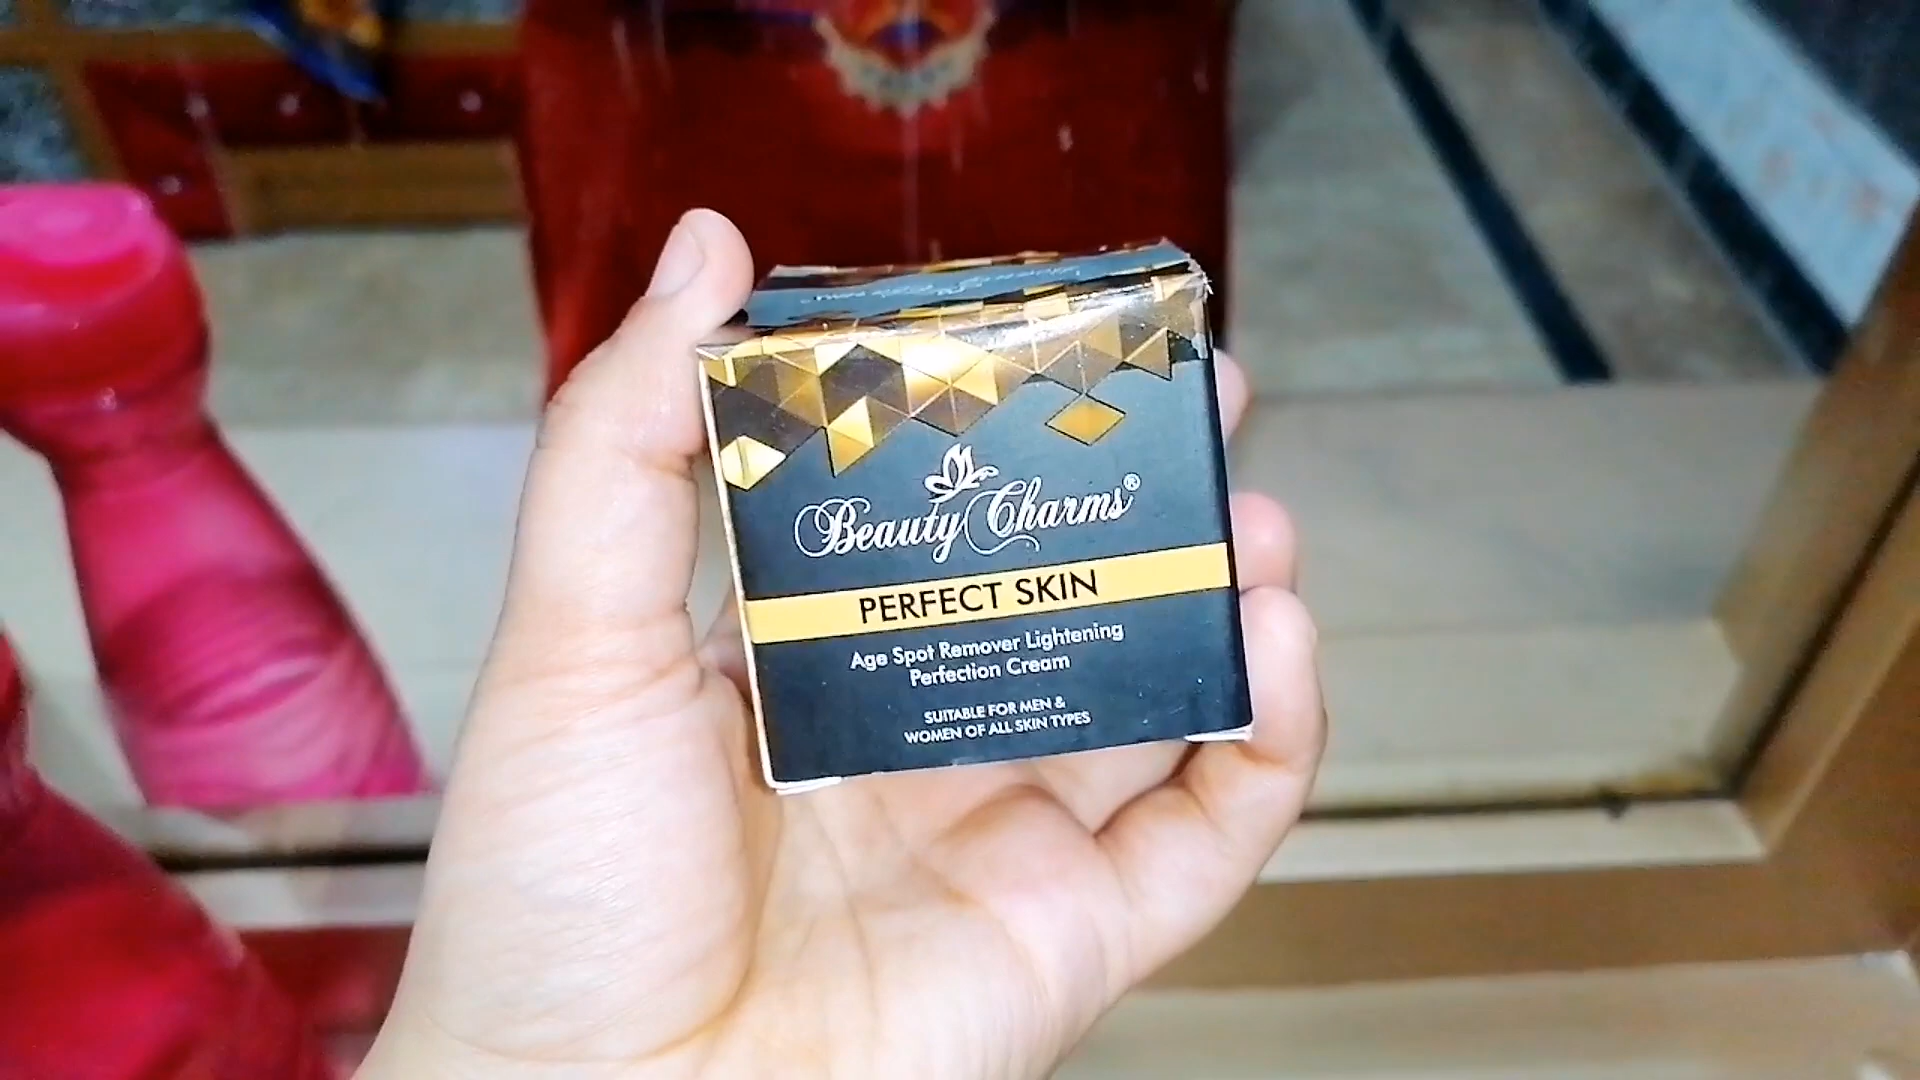 Beauty Charms®
PERFECT SKIN
Age Spot Remover Lightening
Perfection Cream
SUITABLE FOR MEN &
WOMEN OF ALL SKIN TYPES